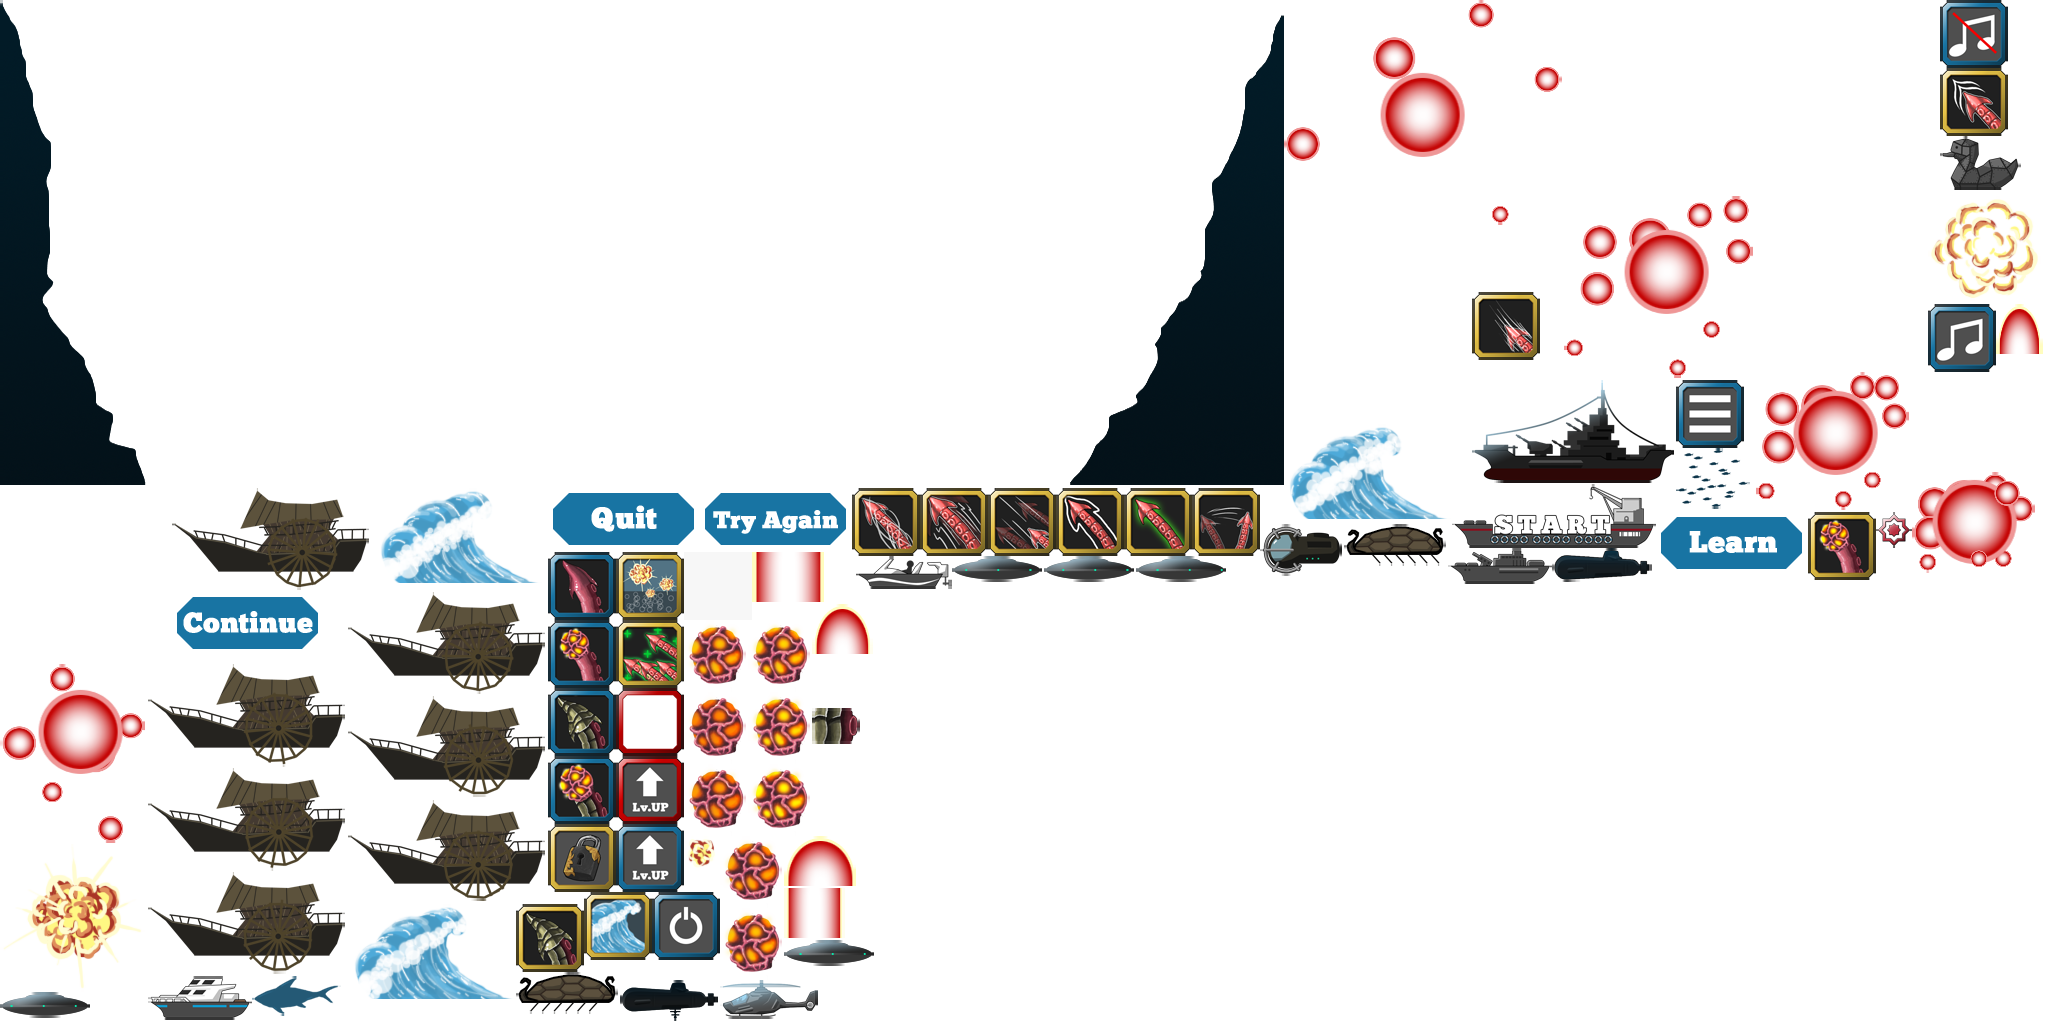 Quit
Try Again
START
Learn
Continue
Lv.UP
Lv.UP